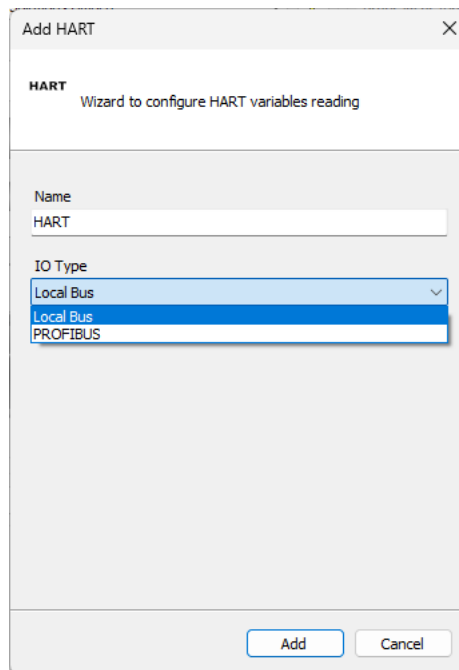 Add HART
HART
Wizard to configure HART variables reading
Name
HART
IO Type
Local Bus
Local Bus
PROFIBUS
Add
Cancel